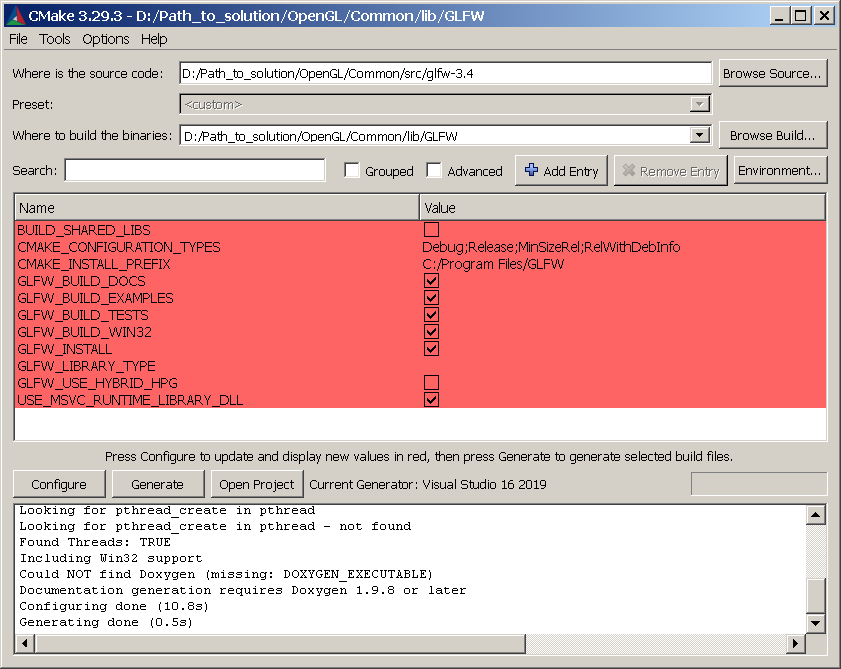 CMake 3.29.3 - D:/Path_to_solution/OpenGL/Common/lib/GLFW
File Tools Options Help
Where is the source code: D:/Path_to_solution/OpenGL/Common/src/glfw-3.4 Browse Source...
Preset: <custom>
Where to build the binaries: D:/Path_to_solution/OpenGL/Common/lib/GLFW Browse Build...
Search: Grouped Advanced Add Entry Remove Entry Environment...
Name Value
BUILD_SHARED_LIBS
CMAKE_CONFIGURATION_TYPES Debug;Release;MinSizeRel;RelWithDebInfo
CMAKE_INSTALL_PREFIX C:/Program Files/GLFW
GLFW_BUILD_DOCS
GLFW_BUILD_EXAMPLES
GLFW_BUILD_TESTS
GLFW_BUILD_WIN32
GLFW_INSTALL
GLFW_LIBRARY_TYPE
GLFW_USE_HYBRID_HPG
USE_MSVC_RUNTIME_LIBRARY_DLL
Press Configure to update and display new values in red, then press Generate to generate selected build files.
Configure Generate Open Project Current Generator: Visual Studio 16 2019
Looking for pthread_create in pthread
Looking for pthread_create in pthread - not found
Found Threads: TRUE
Including Win32 support
Could NOT find Doxygen (missing: DOXYGEN_EXECUTABLE)
Documentation generation requires Doxygen 1.9.8 or later
Configuring done (10.8s)
Generating done (0.5s)